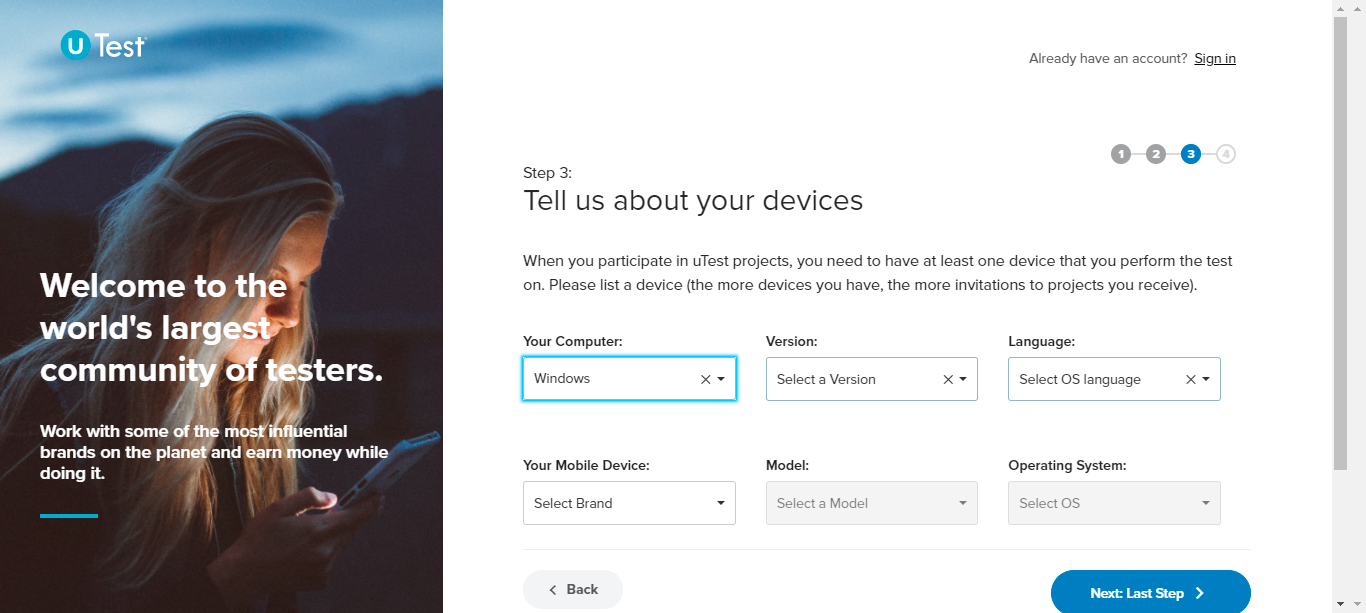 uTest
Already have an account? Sign in
1 2 3 4
Step 3:
Tell us about your devices
When you participate in uTest projects, you need to have at least one device that you perform the test
on. Please list a device (the more devices you have, the more invitations to projects you receive).
Welcome to the
world's largest
community of testers.
Work with some of the most influential
brands on the planet and earn money while
doing it.
Your Computer: Version: Language:
Windows Select a Version Select OS language
Your Mobile Device: Model: Operating System:
Select Brand Select a Model Select OS
Back Next: Last Step